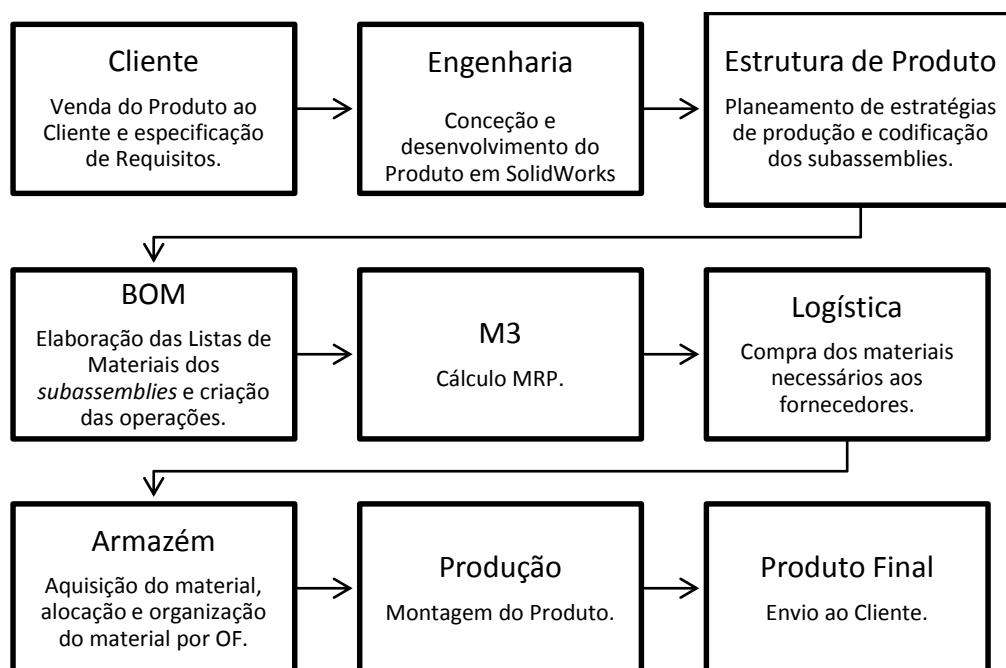 Cliente
Venda do Produto ao
Cliente e especificação
de Requisitos.
Engenharia
Conceção e
desenvolvimento do
Produto em SolidWorks
Estrutura de Produto
Planeamento de estratégias
de produção e codificação
dos subassemblies.
BOM
Elaboração das Listas de
Materiais dos
subassemblies e criação
das operações.
M3
Cálculo MRP.
Logística
Compra dos materiais
necessários aos
fornecedores.
Armazém
Aquisição do material,
alocação e organização
do material por OF.
Produção
Montagem do Produto.
Produto Final
Envio ao Cliente.